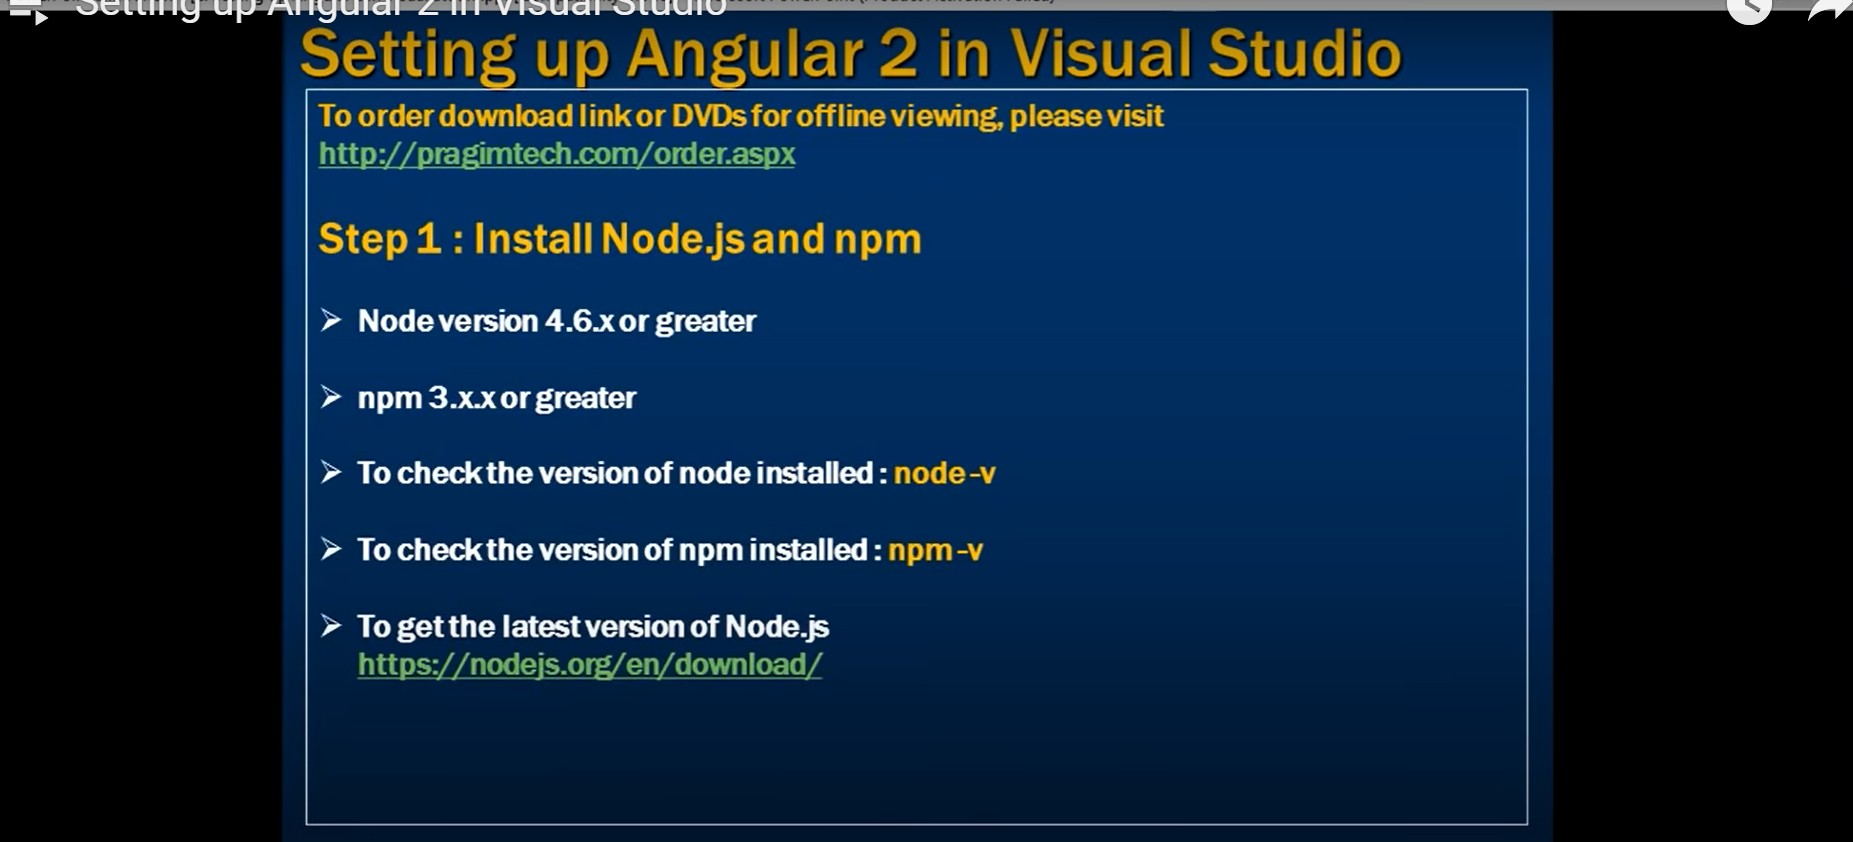 Setting up Angular 2 in Visual Studio
Setting up Angular 2 in Visual Studio
To order download link or DVDs for offline viewing, please visit
http://pragimtech.com/order.aspx
Step 1 : Install Node.js and npm
➢ Node version 4.6.x or greater
➢ npm 3.x.x or greater
➢ To check the version of node installed : node -v
➢ To check the version of npm installed : npm -v
➢ To get the latest version of Node.js
https://nodejs.org/en/download/